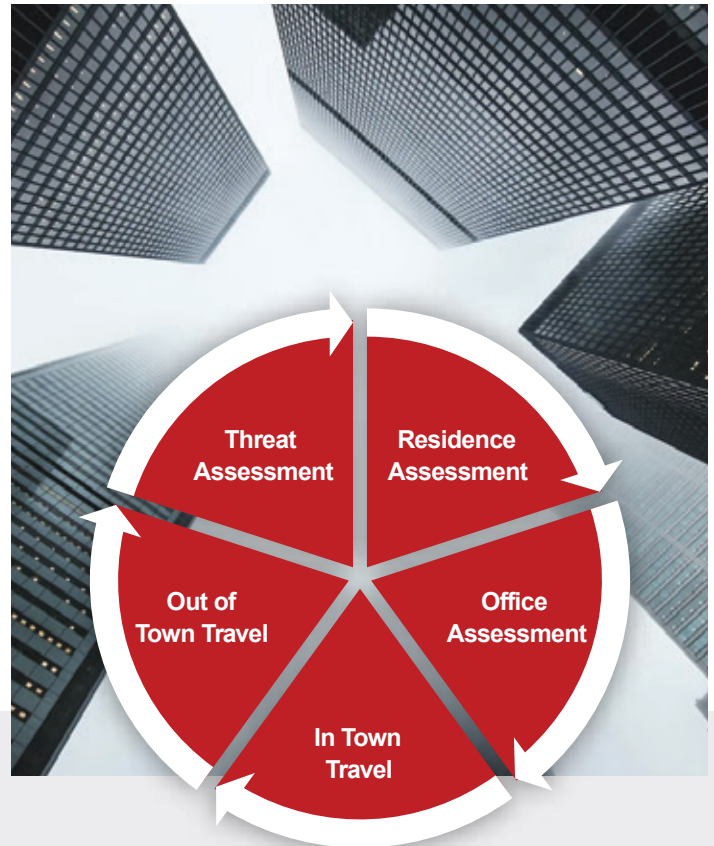 Threat
Assessment
Residence
Assessment
Office
Assessment
In Town
Travel
Out of
Town Travel